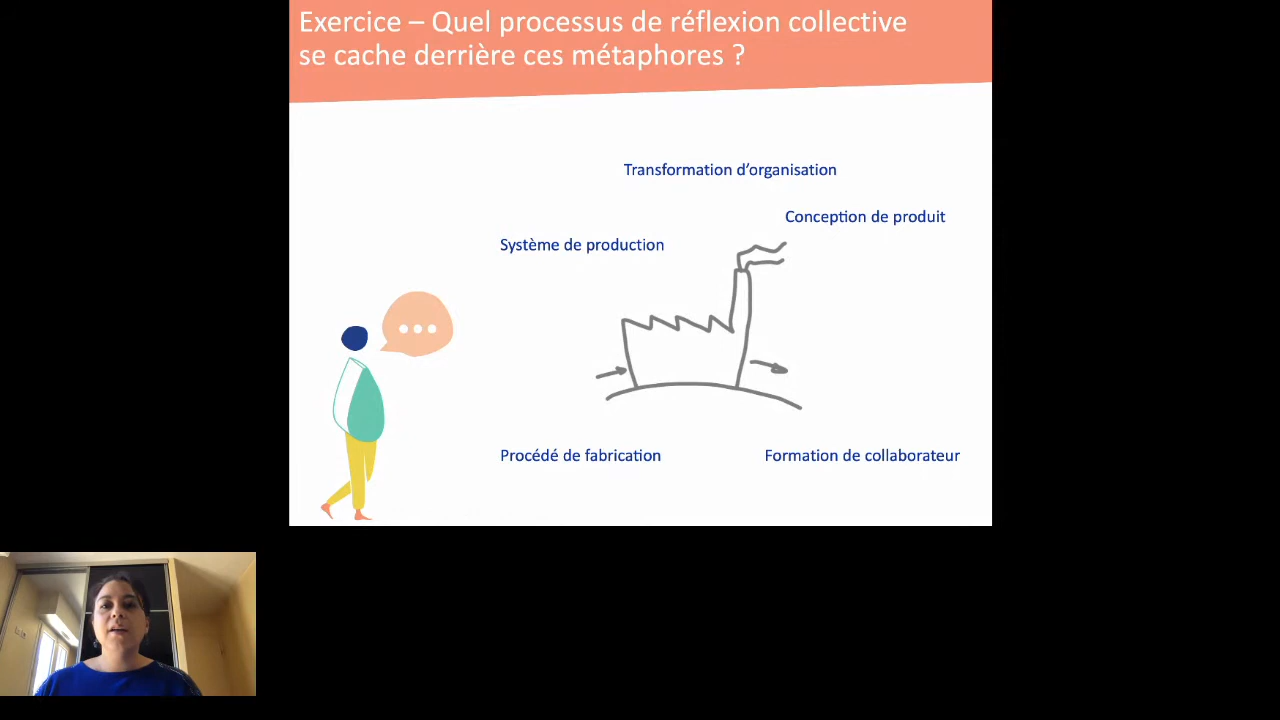 Exercice – Quel processus de réflexion collective
se cache derrière ces métaphores ?
Transformation d’organisation
Conception de produit
Système de production
Procédé de fabrication
Formation de collaborateur